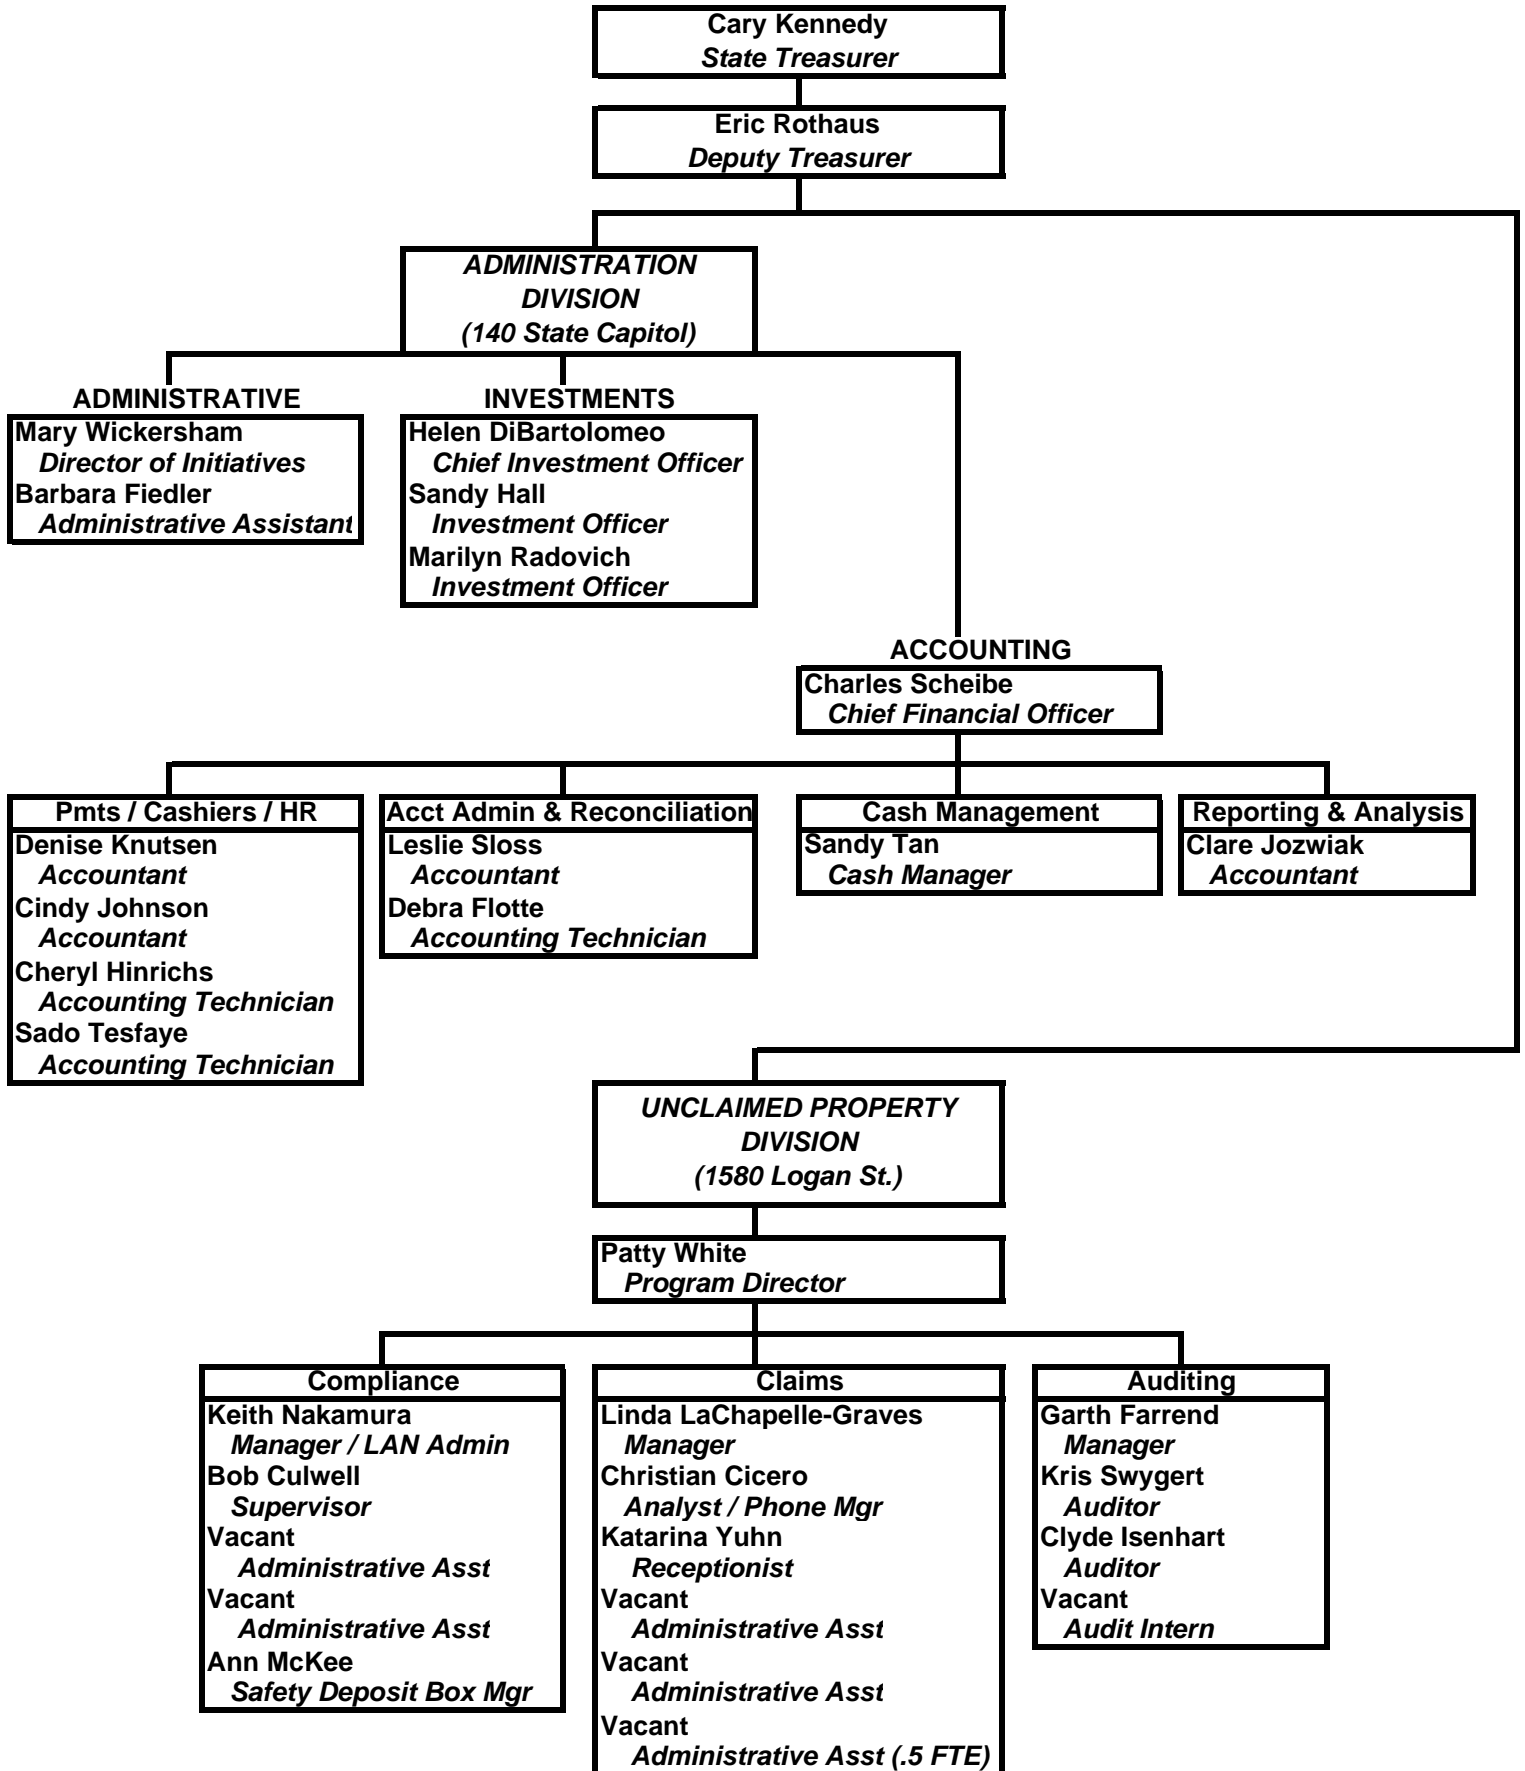 Cary Kennedy
State Treasurer
Eric Rothaus
Deputy Treasurer
ADMINISTRATION
DIVISION
(140 State Capitol)
ADMINISTRATIVE
Mary Wickersham
Director of Initiatives
Barbara Fiedler
Administrative Assistant
INVESTMENTS
Helen DiBartolomeo
Chief Investment Officer
Sandy Hall
Investment Officer
Marilyn Radovich
Investment Officer
ACCOUNTING
Charles Scheibe
Chief Financial Officer
Pmts / Cashiers / HR
Denise Knutsen
Accountant
Cindy Johnson
Accountant
Cheryl Hinrichs
Accounting Technician
Sado Tesfaye
Accounting Technician
Acct Admin & Reconciliation
Leslie Sloss
Accountant
Debra Flotte
Accounting Technician
Cash Management
Sandy Tan
Cash Manager
Reporting & Analysis
Clare Jozwiak
Accountant
UNCLAIMED PROPERTY
DIVISION
(1580 Logan St.)
Patty White
Program Director
Compliance
Keith Nakamura
Manager / LAN Admin
Bob Culwell
Supervisor
Vacant
Administrative Asst
Vacant
Administrative Asst
Ann McKee
Safety Deposit Box Mgr
Claims
Linda LaChapelle-Graves
Manager
Christian Cicero
Analyst / Phone Mgr
Katarina Yuhn
Receptionist
Vacant
Administrative Asst
Vacant
Administrative Asst
Vacant
Administrative Asst (.5 FTE)
Auditing
Garth Farrend
Manager
Kris Swygert
Auditor
Clyde Isenhart
Auditor
Vacant
Audit Intern